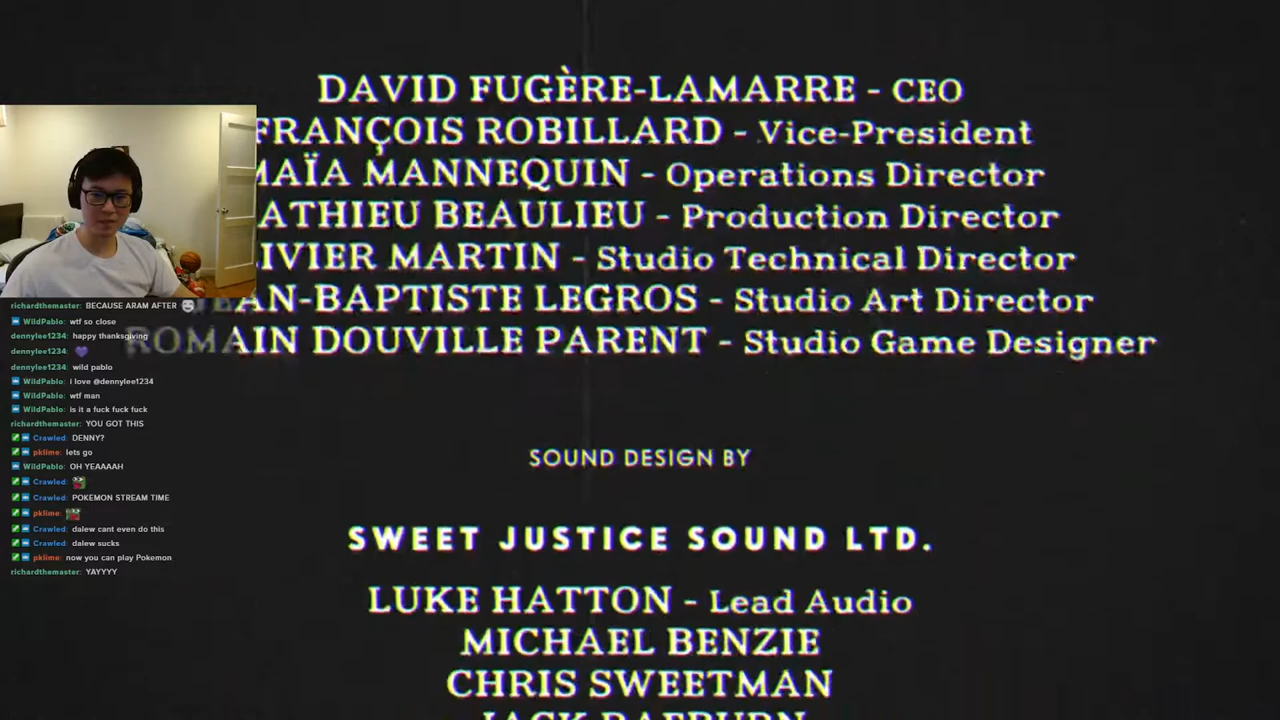 DAVID FUGÈRE-LAMARRE - CEO
FRANÇOIS ROBILLARD - Vice-President
MAÏA MANNEQUIN - Operations Director
ATHIEU BEAULIEU - Production Director
IVIER MARTIN - Studio Technical Director
EAN-BAPTISTE LEGROS - Studio Art Director
ROMAIN DOUVILLE PARENT - Studio Game Designer
SOUND DESIGN BY
SWEET JUSTICE SOUND LTD.
LUKE HATTON - Lead Audio
MICHAEL BENZIE
CHRIS SWEETMAN
JACK
richardthemaster: BECAUSE ARAM AFTER
WildPablo: wtf so close
dennylee1234: happy thanksgiving
dennylee1234:
dennylee1234: wild pablo
WildPablo: i love @dennylee1234
WildPablo: wtf man
WildPablo: is it a fuck fuck fuck
richardthemaster: YOU GOT THIS
Crawled: DENNY?
pklime: lets go
WildPablo: OH YEAAAAH
Crawled:
Crawled: POKEMON STREAM TIME
pklime:
Crawled: dalew cant even do this
Crawled: dalew sucks
pklime: now you can play Pokemon
richardthemaster: YAYYYY